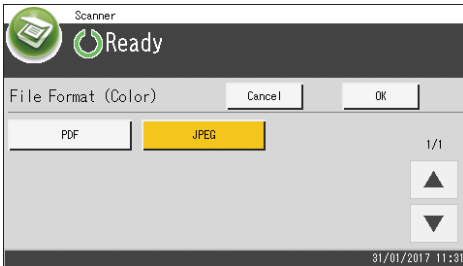 Scanner
Ready
File Format (Color) Cancel OK
PDF JPEG
1/1
31/01/2017 11:31